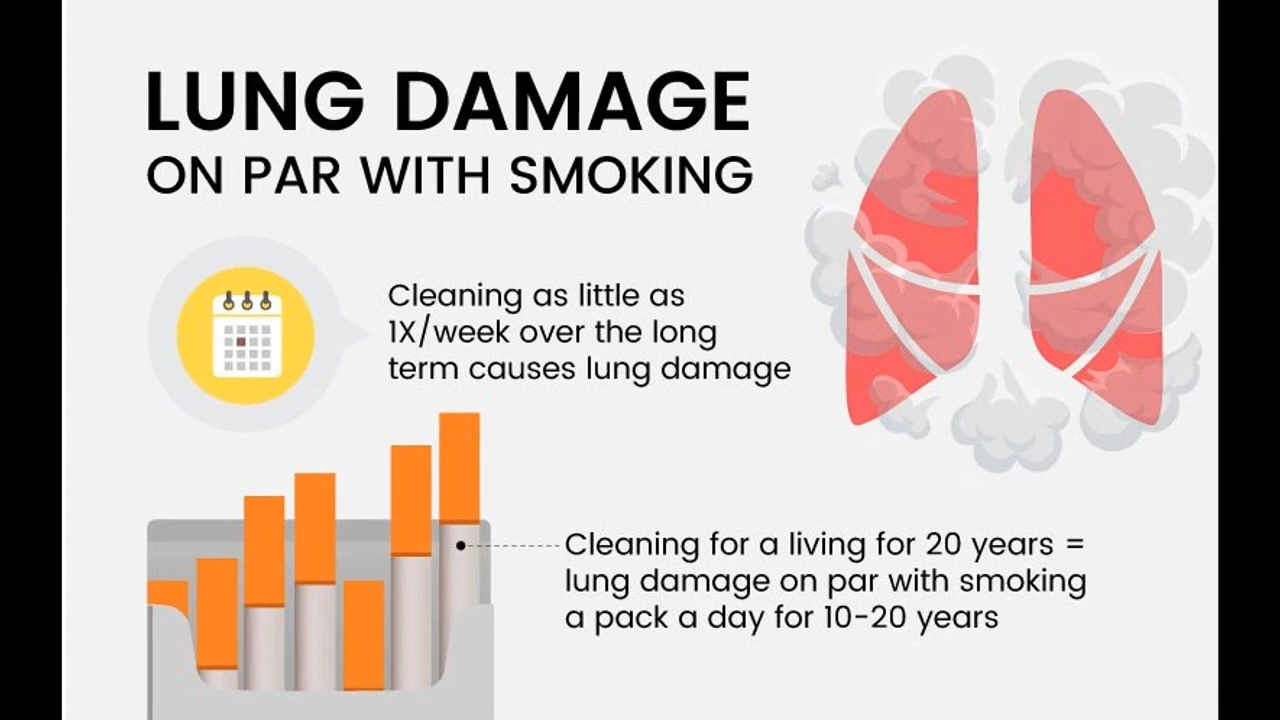 LUNG DAMAGE
ON PAR WITH SMOKING
Cleaning as little as
1X/week over the long
term causes lung damage
Cleaning for a living for 20 years =
lung damage on par with smoking
a pack a day for 10-20 years